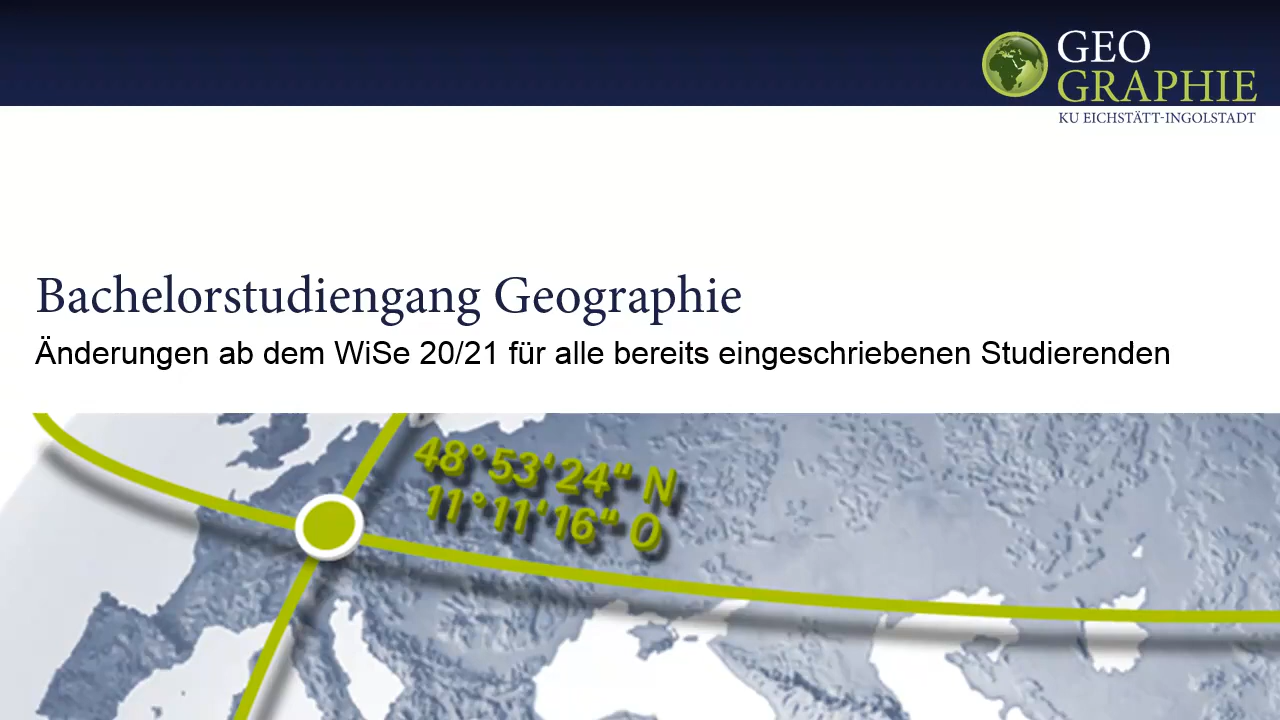 GEO
GRAPHIE
KU EICHSTÄTT-INGOLSTADT
Bachelorstudiengang Geographie
Änderungen ab dem WiSe 20/21 für alle bereits eingeschriebenen Studierenden
48°53'24" N
11°11'16" O